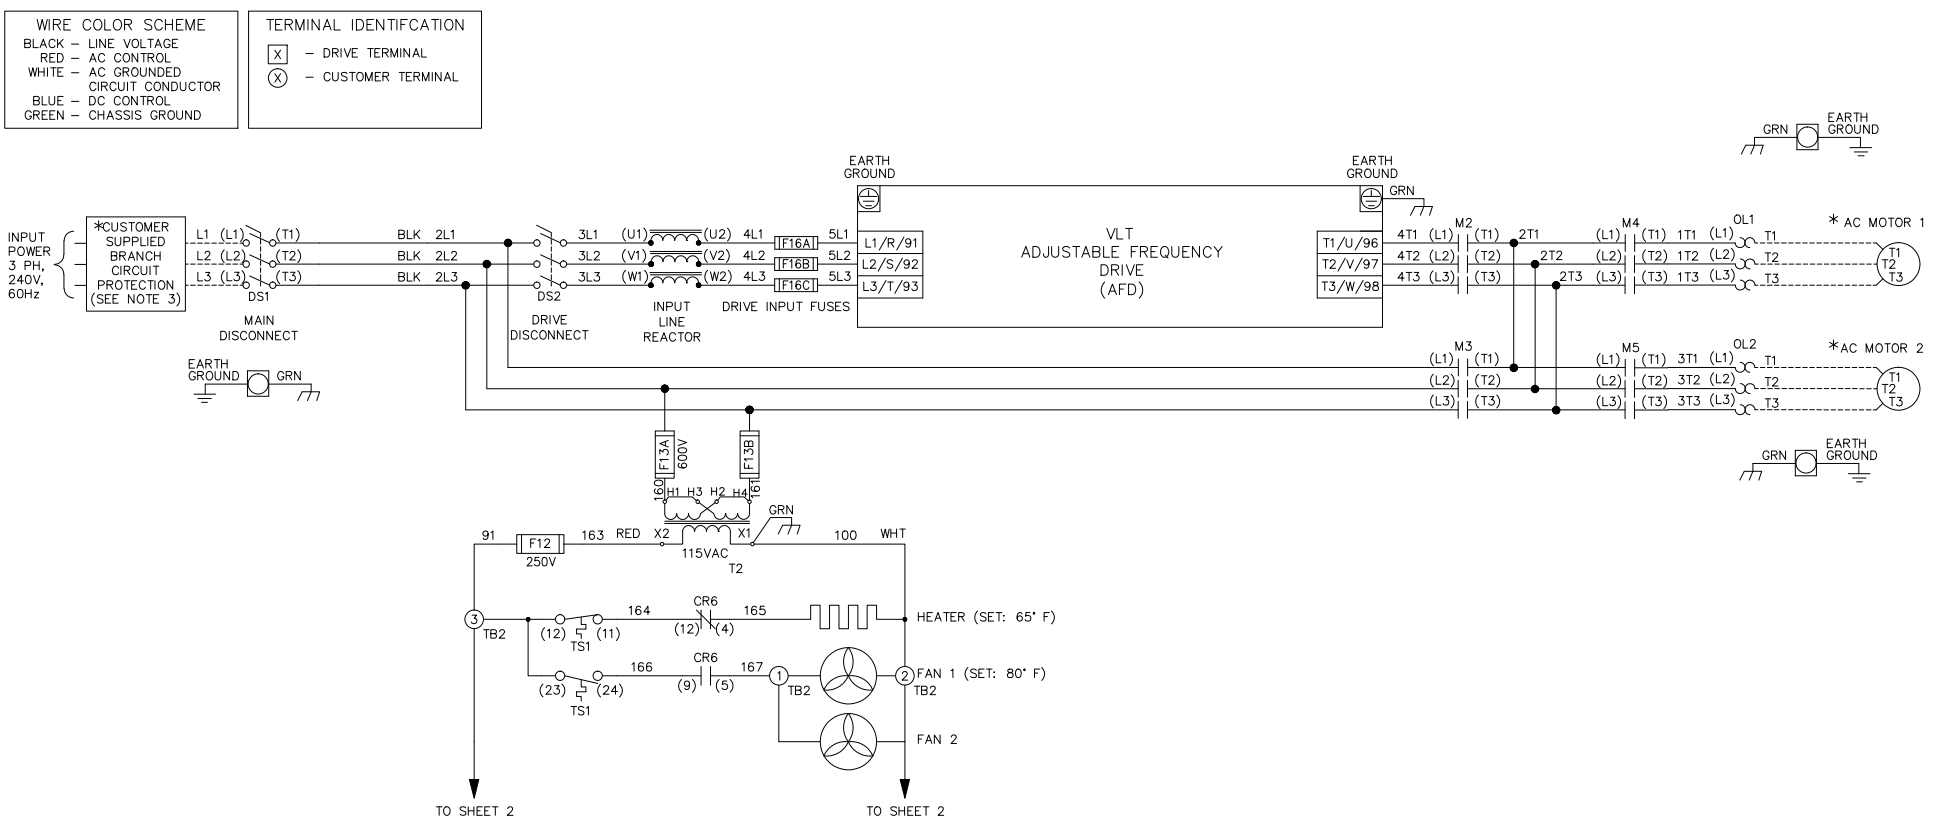 WIRE COLOR SCHEME
BLACK – LINE VOLTAGE
RED – AC CONTROL
WHITE – AC GROUNDED
CIRCUIT CONDUCTOR
BLUE – DC CONTROL
GREEN – CHASSIS GROUND
TERMINAL IDENTIFCATION
X – DRIVE TERMINAL
X – CUSTOMER TERMINAL
GRN
EARTH
GROUND
INPUT
POWER
3 PH,
240V,
60Hz
*CUSTOMER
SUPPLIED
BRANCH
CIRCUIT
PROTECTION
(SEE NOTE 3)
L1 (L1) (T1) BLK 2L1 3L1 (U1) (U2) 4L1 F16A 5L1
L2 (L2) (T2) BLK 2L2 3L2 (V1) (V2) 4L2 F16B 5L2
L3 (L3) (T3) BLK 2L3 3L3 (W1) (W2) 4L3 F16C 5L3
DS1
MAIN
DISCONNECT
DS2
DRIVE
DISCONNECT
INPUT
LINE
REACTOR
DRIVE INPUT FUSES
EARTH
GROUND
L1/R/91
L2/S/92
L3/T/93
VLT
ADJUSTABLE FREQUENCY
DRIVE
(AFD)
EARTH
GROUND
GRN
T1/U/96
T2/V/97
T3/W/98
M2 M4 OL1
4T1 (L1) (T1) 2T1 (L1) (T1) 1T1 (L1) T1
4T2 (L2) (T2) 2T2 (L2) (T2) 1T2 (L2) T2
4T3 (L3) (T3) 2T3 (L3) (T3) 1T3 (L3) T3
* AC MOTOR 1
T1
T2
T3
EARTH
GROUND
GRN
M3 M5 OL2
(L1) (T1) (L1) (T1) 3T1 (L1) T1
(L2) (T2) (L2) (T2) 3T2 (L2) T2
(L3) (T3) (L3) (T3) 3T3 (L3) T3
*AC MOTOR 2
T1
T2
T3
GRN
EARTH
GROUND
F13A
600V
F13B
160
H1 H3 H2 H4
161
GRN
91 F12 163 RED X2 X1 100 WHT
250V
115VAC
T2
3
TB2
(12) (11)
TS1
164
CR6
(12) (4)
165
HEATER (SET: 65° F)
(23) (24)
TS1
166
CR6
(9) (5)
167
1
TB2
2
TB2
FAN 1 (SET: 80° F)
FAN 2
TO SHEET 2
TO SHEET 2